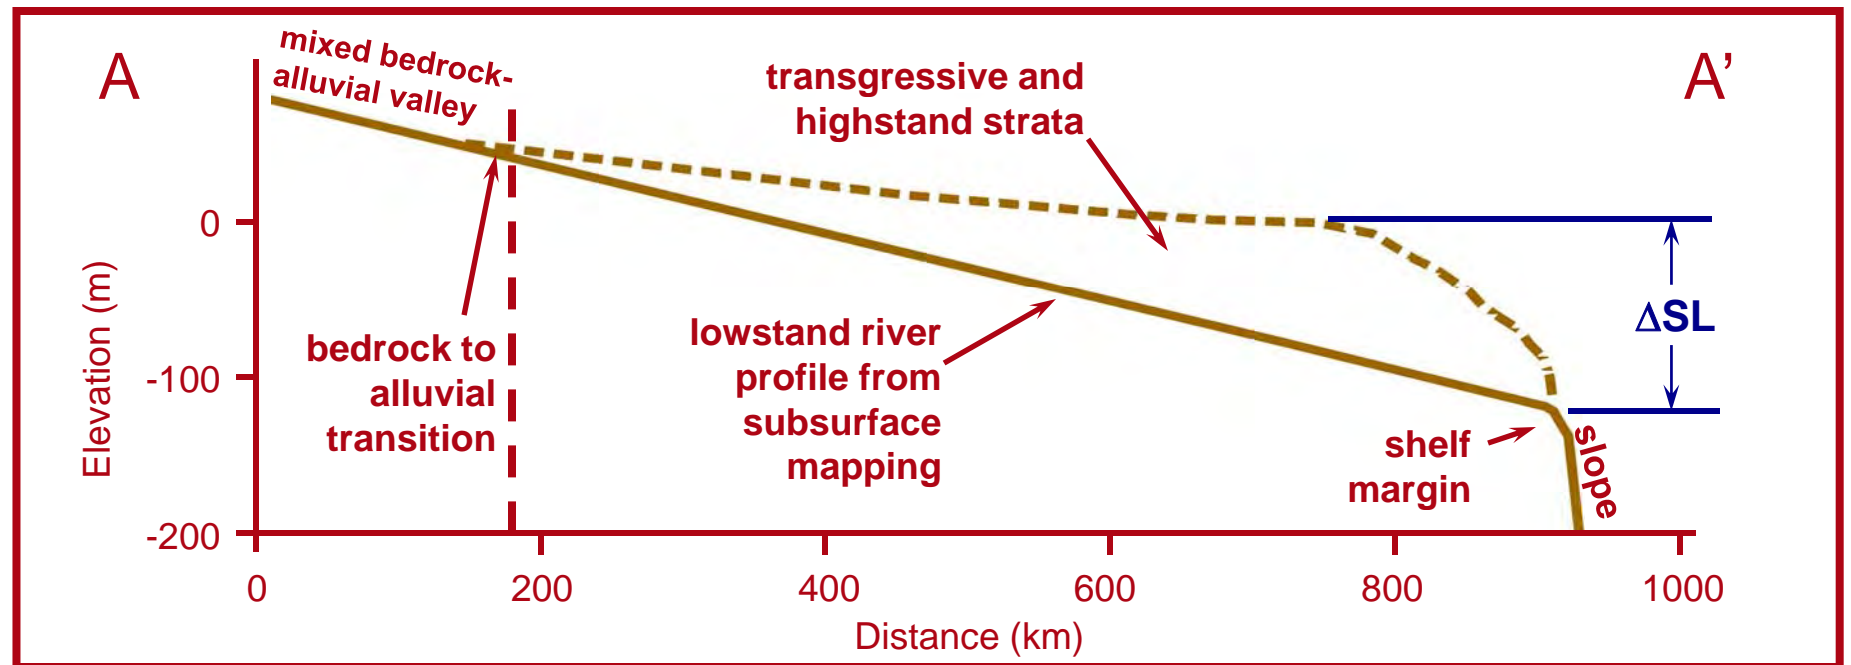 A
mixed bedrock-
alluvial valley
transgressive and
highstand strata
A’
0
-100
-200
Elevation (m)
bedrock to
alluvial
transition
lowstand river
profile from
subsurface
mapping
ΔSL
shelf
margin
slope
0
200
400
600
800
1000
Distance (km)